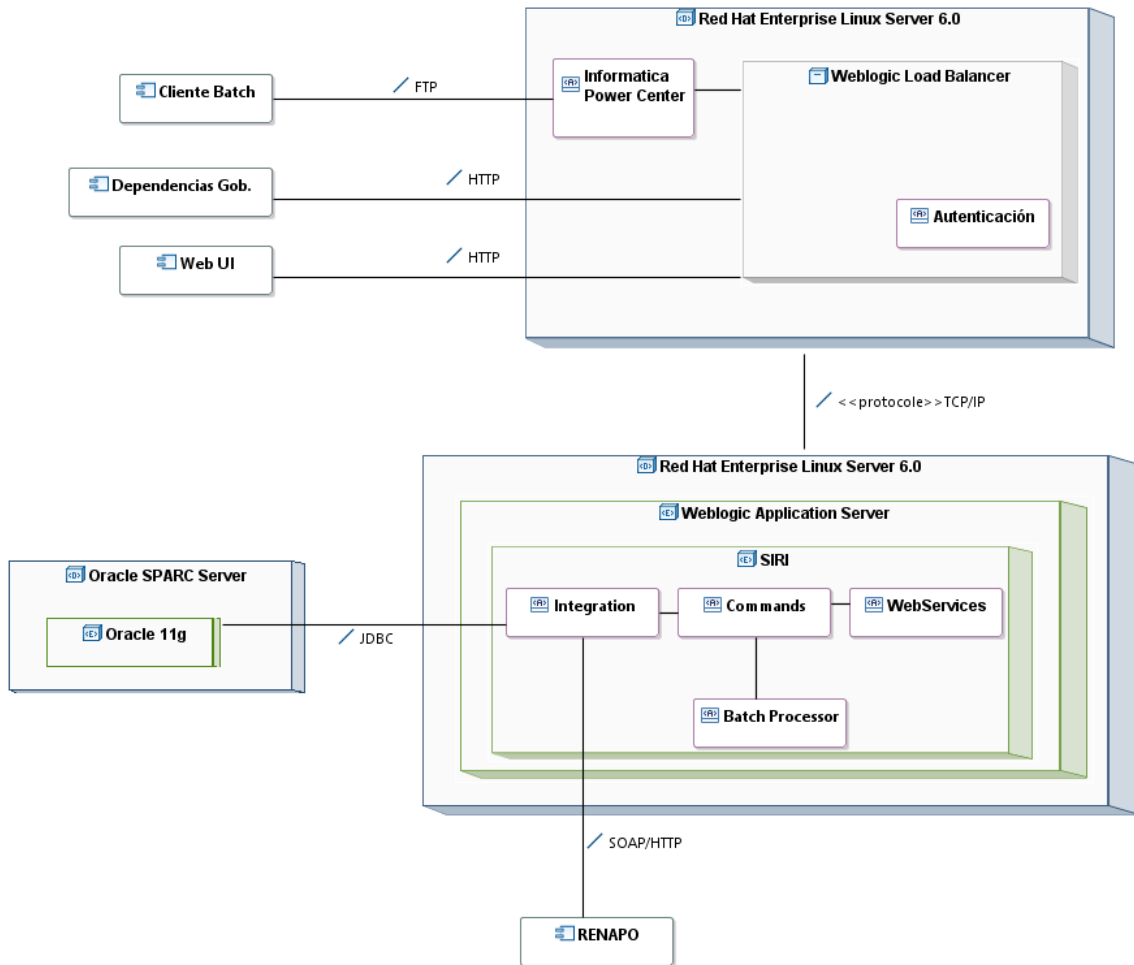 <D> Red Hat Enterprise Linux Server 6.0
Cliente Batch
FTP
<A> Informatica
Power Center
Weblogic Load Balancer
Dependencias Gob.
HTTP
<A> Autenticación
Web UI
HTTP
<<protocole>>TCP/IP
<D> Red Hat Enterprise Linux Server 6.0
<E> Weblogic Application Server
<E> SIRI
<D> Oracle SPARC Server
<A> Integration
<A> Commands
<A> WebServices
<E> Oracle 11g
JDBC
<A> Batch Processor
SOAP/HTTP
RENAPO